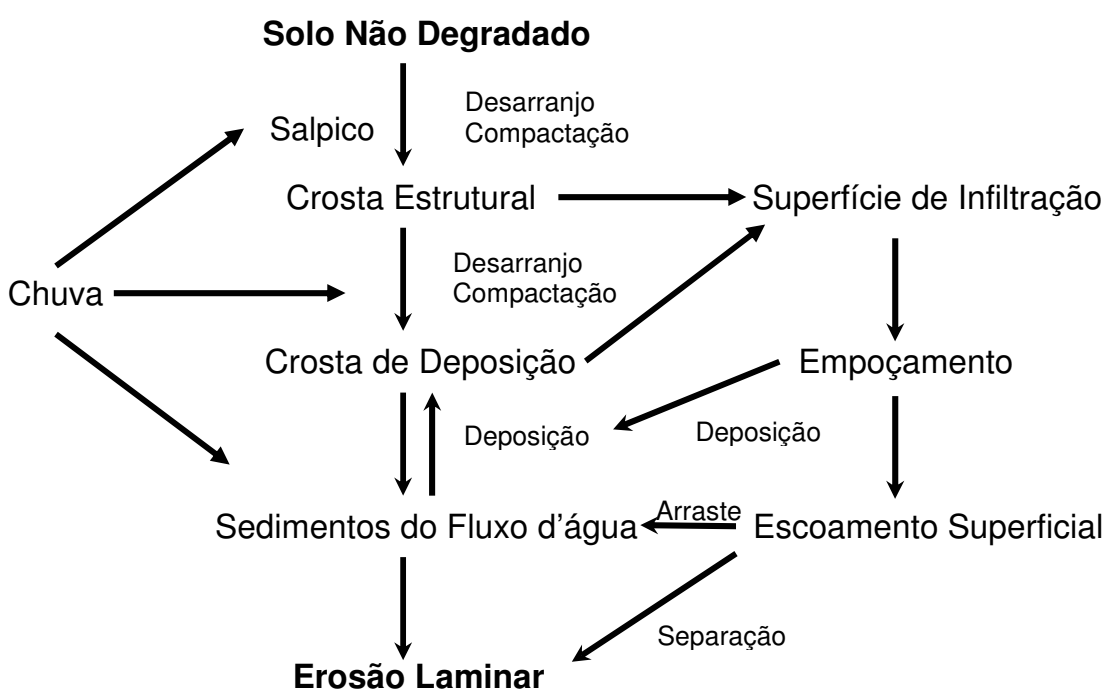 Solo Não Degradado
Desarranjo
Compactação
Salpico
Crosta Estrutural
Superfície de Infiltração
Desarranjo
Compactação
Chuva
Crosta de Deposição
Empoçamento
Deposição
Deposição
Arraste
Sedimentos do Fluxo d’água
Escoamento Superficial
Separação
Erosão Laminar